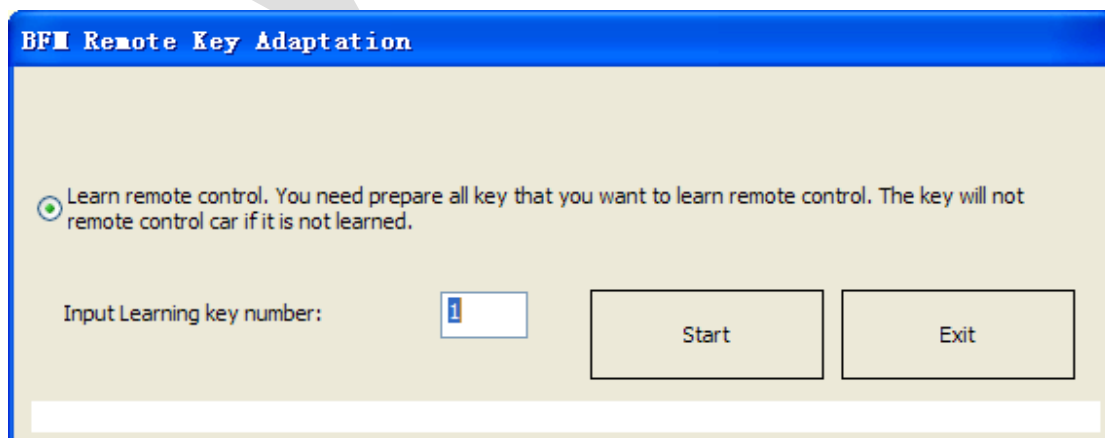 BFM Remote Key Adaptation
Learn remote control. You need prepare all key that you want to learn remote control. The key will not
remote control car if it is not learned.
Input Learning key number:
1
Start
Exit